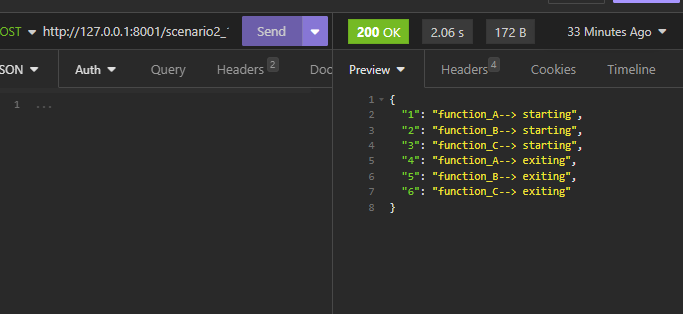 OST http://127.0.0.1:8001/scenario2_ Send 200 OK 2.06 s 172 B 33 Minutes Ago
SON Auth Query Headers 2 Doc Preview Headers 4 Cookies Timeline
1 ...
1 {
2 "1": "function_A--> starting",
3 "2": "function_B--> starting",
4 "3": "function_C--> starting",
5 "4": "function_A--> exiting",
6 "5": "function_B--> exiting",
7 "6": "function_C--> exiting"
8 }